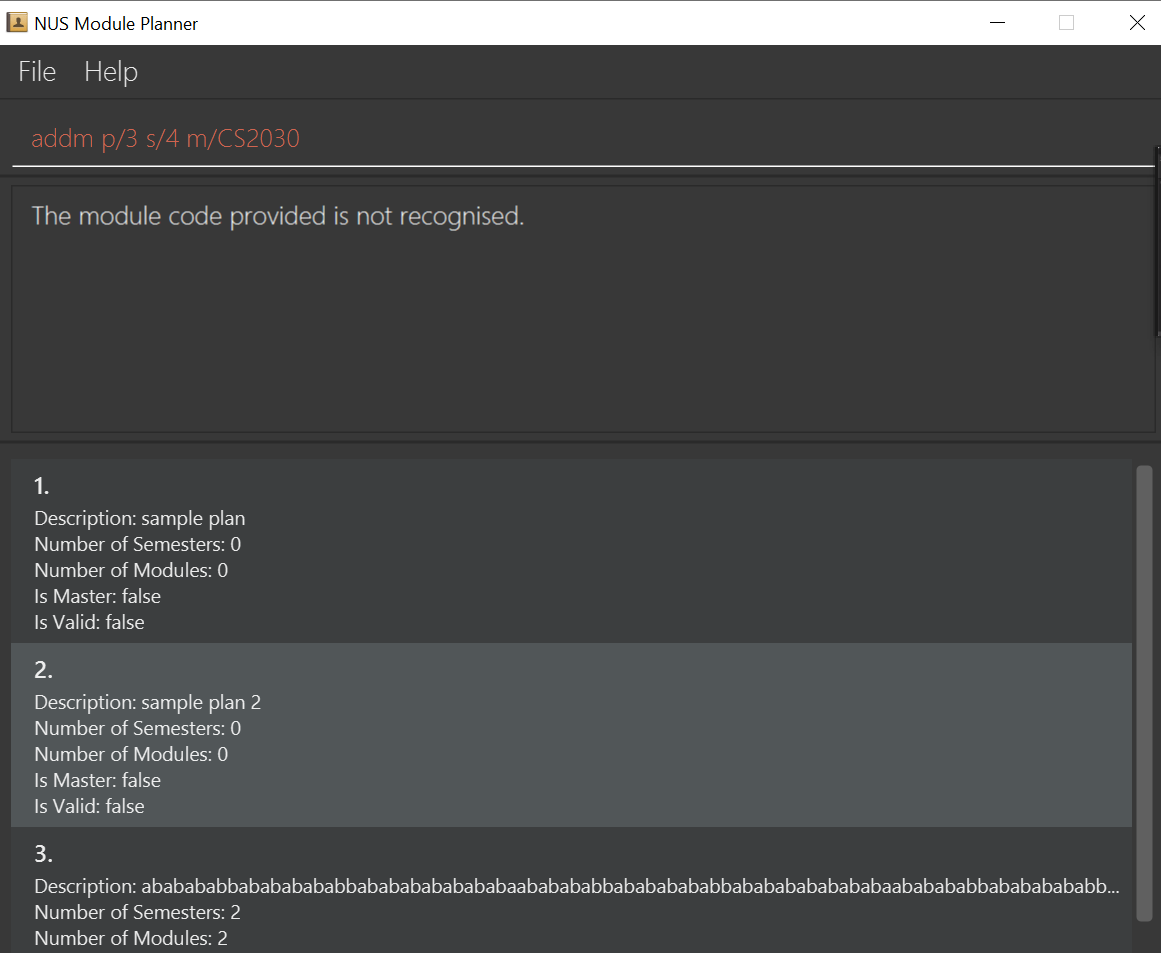 NUS Module Planner
File Help
addm p/3 s/4 m/CS2030
The module code provided is not recognised.
1.
Description: sample plan
Number of Semesters: 0
Number of Modules: 0
Is Master: false
Is Valid: false
2.
Description: sample plan 2
Number of Semesters: 0
Number of Modules: 0
Is Master: false
Is Valid: false
3.
Description: abababababbababababababbabababababababaabababababbababababababbabababababababaabababababbababababababb...
Number of Semesters: 2
Number of Modules: 2